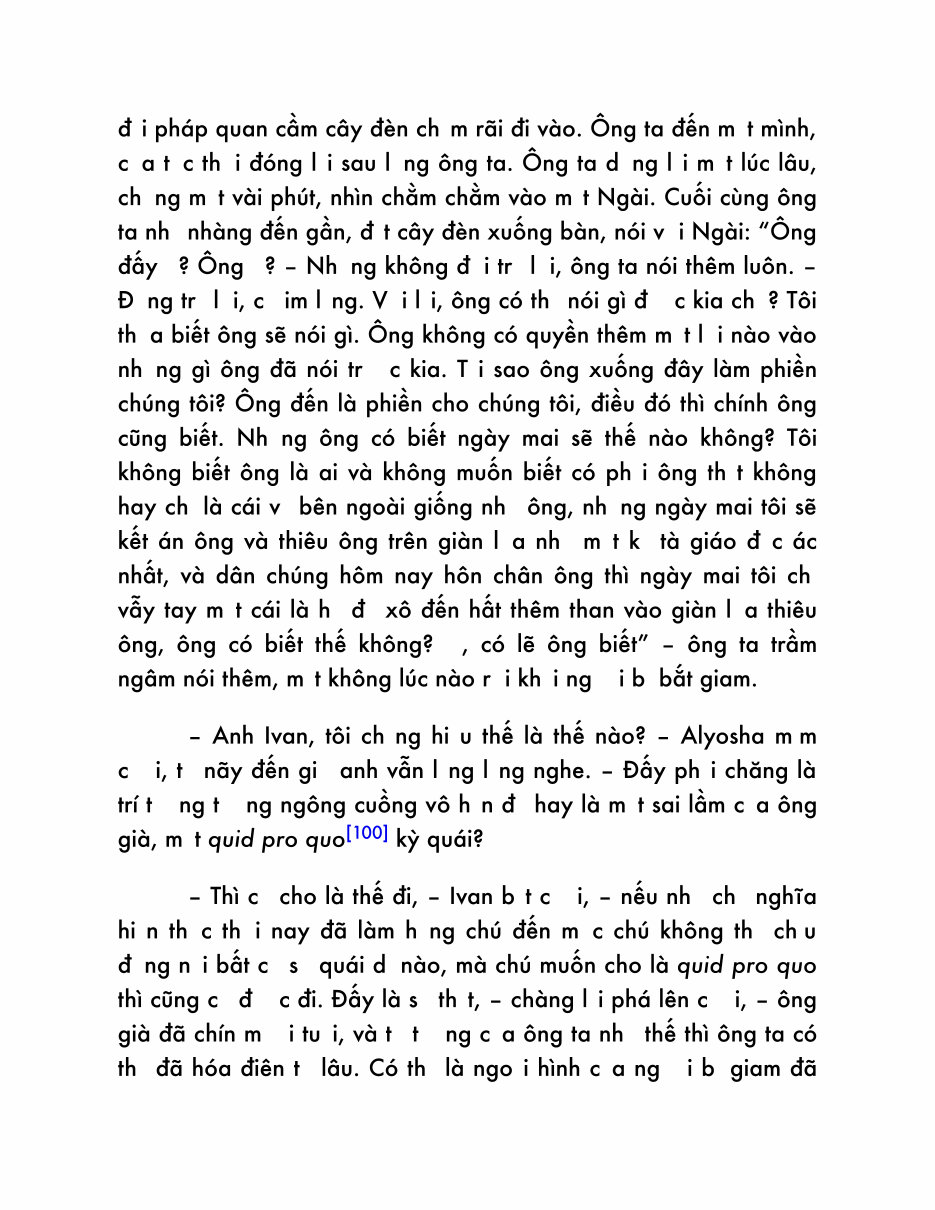 đ i pháp quan cầm cây đèn ch m rãi đi vào. Ông ta đến m t mình,
c a t c th i đóng l i sau l ng ông ta. Ông ta d ng l i m t lúc lâu,
ch ng m t vài phút, nhìn chằm chằm vào m t Ngài. Cuối cùng ông
ta nh nhàng đến gần, đ t cây đèn xuống bàn, nói v i Ngài: “Ông
đấy ? Ông ? – Nh ng không đ i tr l i, ông ta nói thêm luôn. –
Đ ng tr l i, c im l ng. V i l i, ông có th nói gì đ c kia ch ? Tôi
th a biết ông sẽ nói gì. Ông không có quyền thêm m t l i nào vào
nh ng gì ông đã nói tr c kia. T i sao ông xuống đây làm phiền
chúng tôi? Ông đến là phiền cho chúng tôi, điều đó thì chính ông
cũng biết. Nh ng ông có biết ngày mai sẽ thế nào không? Tôi
không biết ông là ai và không muốn biết có ph i ông th t không
hay ch là cái v bên ngoài giống nh ông, nh ng ngày mai tôi sẽ
kết án ông và thiêu ông trên giàn l a nh m t k tà giáo đ c ác
nhất, và dân chúng hôm nay hôn chân ông thì ngày mai tôi ch
vẫy tay m t cái là h đ xô đến hất thêm than vào giàn l a thiêu
ông, ông có biết thế không? , có lẽ ông biết” – ông ta trầm
ngâm nói thêm, m t không lúc nào r i kh i ng i b bắt giam.
– Anh Ivan, tôi ch ng hi u thế là thế nào? – Alyosha m m
c i, t nãy đến gi anh vẫn l ng l ng nghe. – Đấy ph i chăng là
trí t ng t ng ngông cuồng vô h n đ hay là m t sai lầm c a ông
già, m t quid pro quo[100] kỳ quái?
– Thì c cho là thế đi, – Ivan b t c i, – nếu nh ch nghĩa
hi n th c th i nay đã làm h ng chú đến m c chú không th ch u
đ ng n i bất c s quái d nào, mà chú muốn cho là quid pro quo
thì cũng c đ c đi. Đấy là s th t, – chàng l i phá lên c i, – ông
già đã chín m i tu i, và t t ng c a ông ta nh thế thì ông ta có
th đã hóa điên t lâu. Có th là ngo i hình c a ng i b giam đã